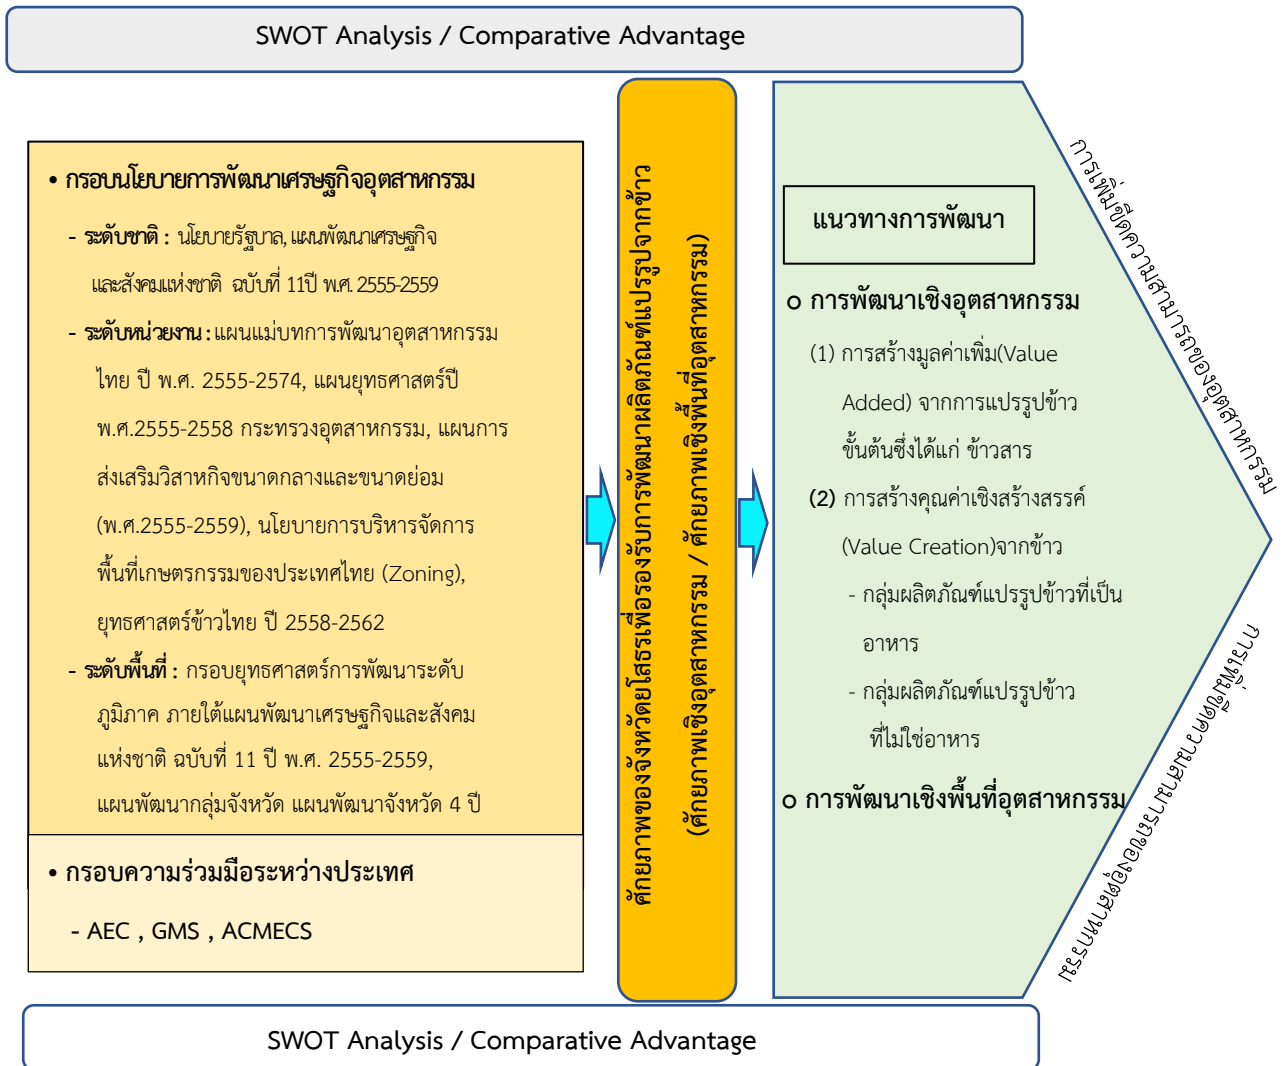 SWOT Analysis / Comparative Advantage
• กรอบนโยบายการพัฒนาเศรษฐกิจอุตสาหกรรม
- ระดับชาติ : นโยบายรัฐบาล, แผนพัฒนาเศรษฐกิจ
และสังคมแห่งชาติ ฉบับที่ 11ปี พ.ศ. 2555-2559
- ระดับหน่วยงาน : แผนแม่บทการพัฒนาอุตสาหกรรม
ไทย ปี พ.ศ. 2555-2574, แผนยุทธศาสตร์ปี
พ.ศ.2555-2558 กระทรวงอุตสาหกรรม, แผนการ
ส่งเสริมวิสาหกิจขนาดกลางและขนาดย่อม
(พ.ศ.2555-2559), นโยบายการบริหารจัดการ
พื้นที่เกษตรกรรมของประเทศไทย (Zoning),
ยุทธศาสตร์ข้าวไทย ปี 2558-2562
- ระดับพื้นที่ : กรอบยุทธศาสตร์การพัฒนาระดับ
ภูมิภาค ภายใต้แผนพัฒนาเศรษฐกิจและสังคม
แห่งชาติ ฉบับที่ 11 ปี พ.ศ. 2555-2559,
แผนพัฒนากลุ่มจังหวัด แผนพัฒนาจังหวัด 4 ปี
• กรอบความร่วมมือระหว่างประเทศ
- AEC , GMS , ACMECS
ศักยภาพของจังหวัดยโสธรเพื่อรองรับการพัฒนาผลิตภัณฑ์แปรรูปจากข้าว
(ศักยภาพเชิงอุตสาหกรรม / ศักยภาพเชิงพื้นที่อุตสาหกรรม)
แนวทางการพัฒนา
o การพัฒนาเชิงอุตสาหกรรม
(1) การสร้างมูลค่าเพิ่ม(Value
Added) จากการแปรรูปข้าว
ขั้นต้นซึ่งได้แก่ ข้าวสาร
(2) การสร้างคุณค่าเชิงสร้างสรรค์
(Value Creation)จากข้าว
- กลุ่มผลิตภัณฑ์แปรรูปข้าวที่เป็น
อาหาร
- กลุ่มผลิตภัณฑ์แปรรูปข้าว
ที่ไม่ใช่อาหาร
o การพัฒนาเชิงพื้นที่อุตสาหกรรม
การเพิ่มขีดความสามารถของอุตสาหกรรม
การเพิ่มขีดความสามารถของอุตสาหกรรม
SWOT Analysis / Comparative Advantage